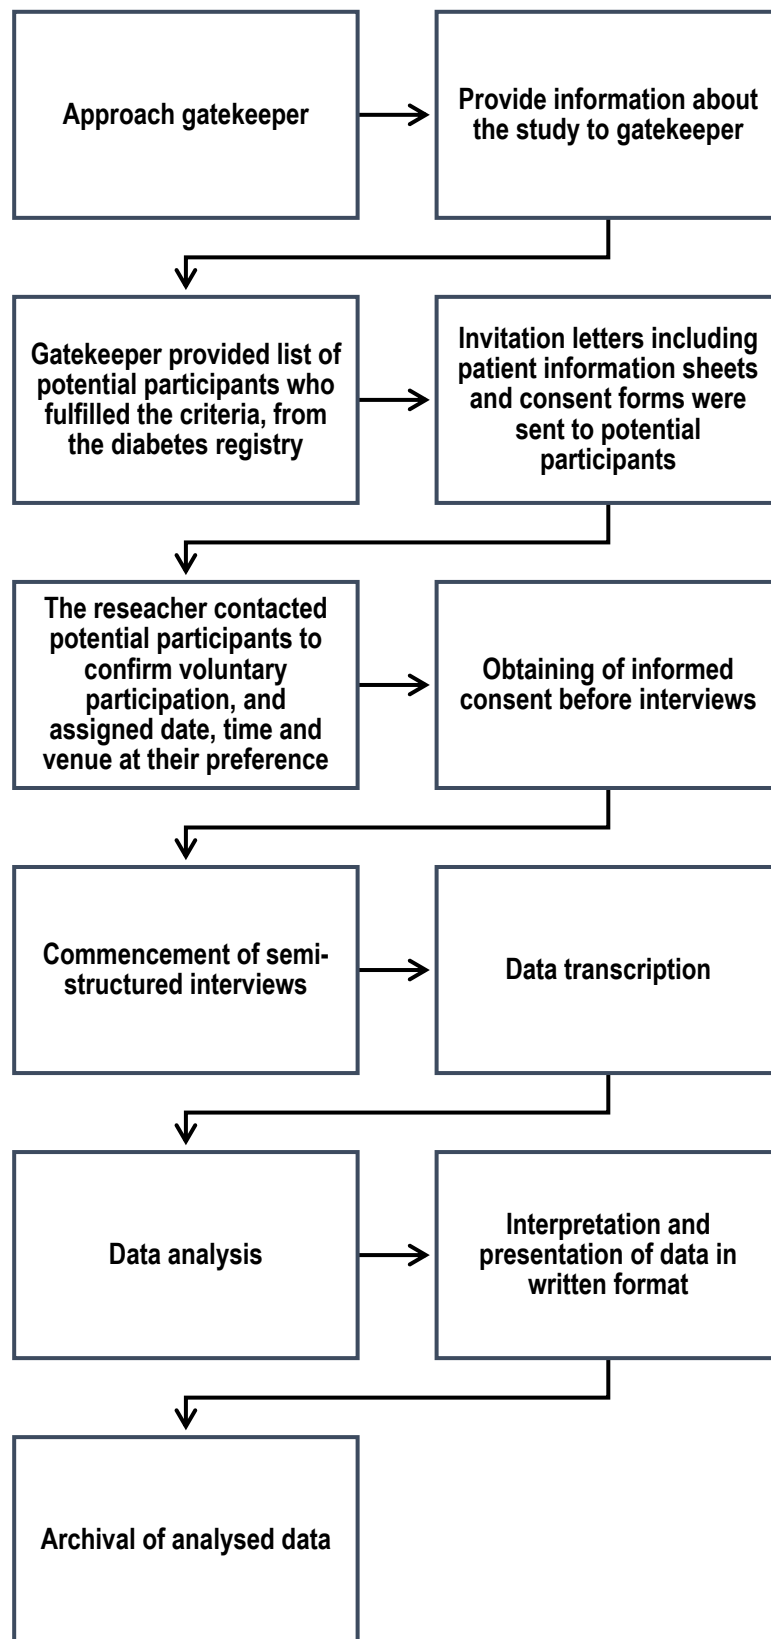 Approach gatekeeper
Provide information about
the study to gatekeeper
Gatekeeper provided list of
potential participants who
fulfilled the criteria, from
the diabetes registry
Invitation letters including
patient information sheets
and consent forms were
sent to potential
participants
The reseacher contacted
potential participants to
confirm voluntary
participation, and
assigned date, time and
venue at their preference
Obtaining of informed
consent before interviews
Commencement of semi-
structured interviews
Data transcription
Data analysis
Interpretation and
presentation of data in
written format
Archival of analysed data